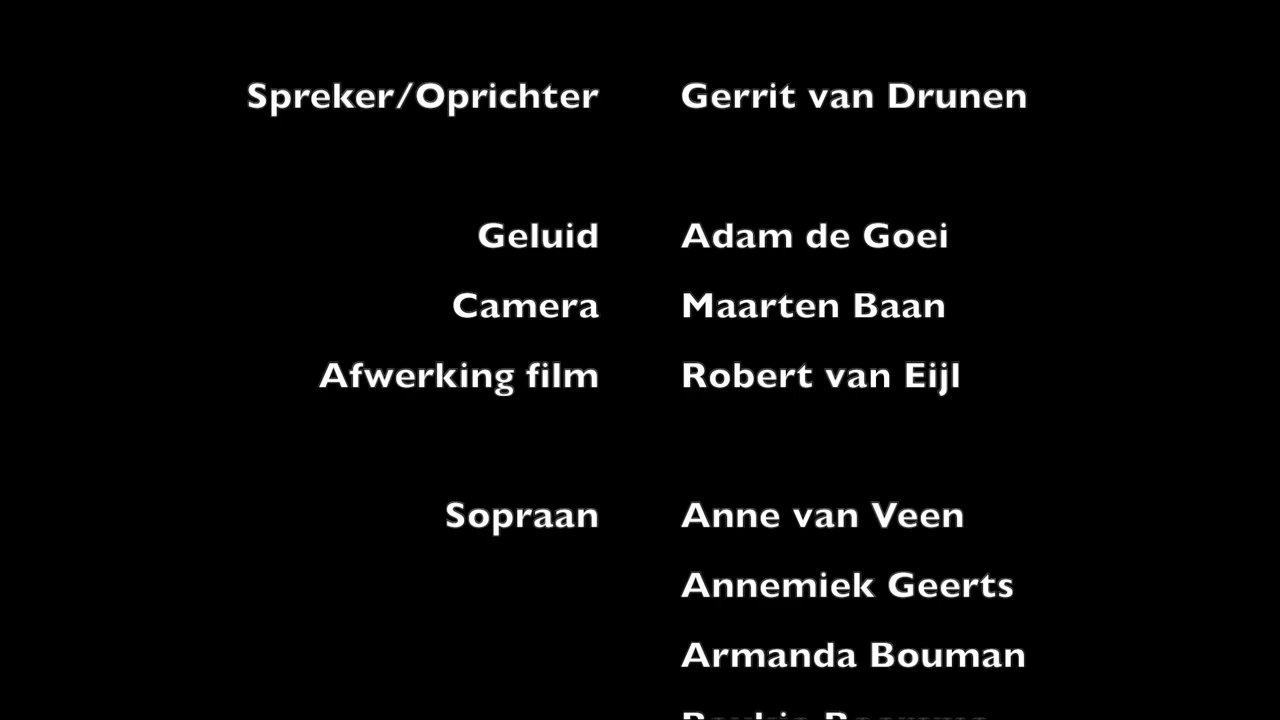 Spreker/Oprichter Gerrit van Drunen
Geluid Adam de Goei
Camera Maarten Baan
Afwerking film Robert van Eijl
Sopraan Anne van Veen
Annemiek Geerts
Armanda Bouman